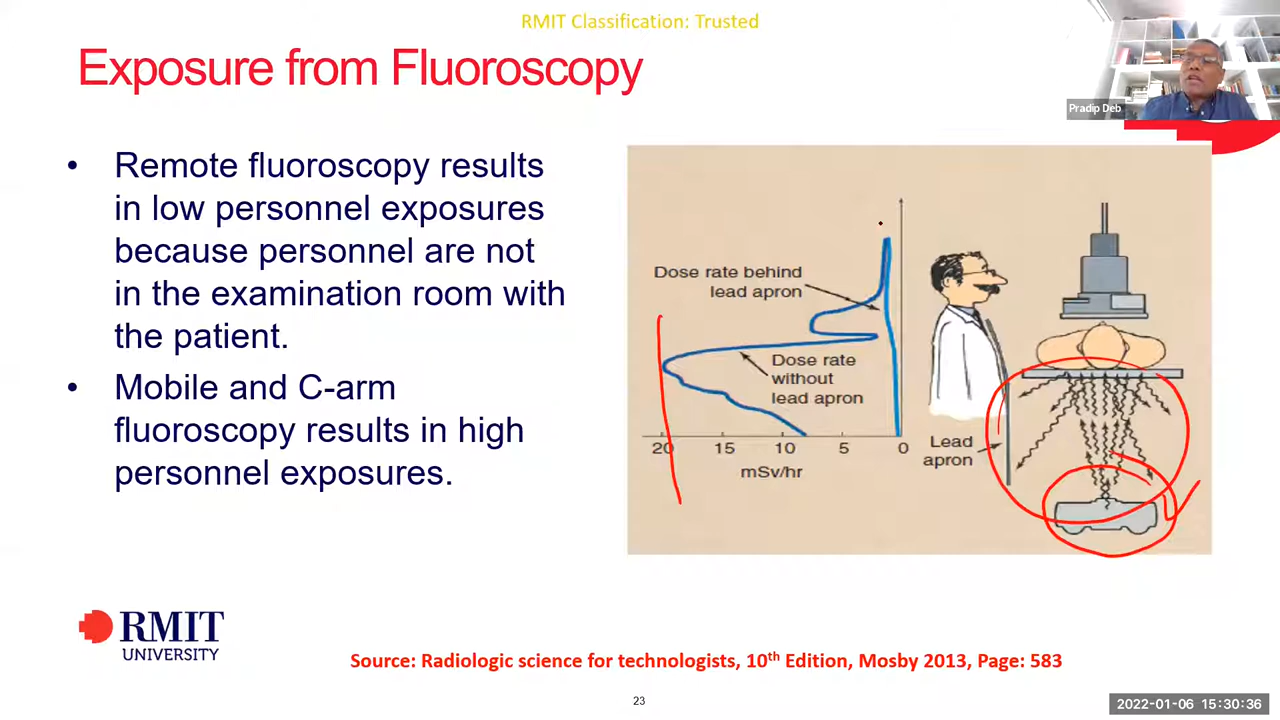 RMIT Classification: Trusted
Exposure from Fluoroscopy
Pradip Deb
• Remote fluoroscopy results
in low personnel exposures
because personnel are not
in the examination room with
the patient.
• Mobile and C-arm
fluoroscopy results in high
personnel exposures.
Dose rate behind
lead apron
Dose rate
without
lead apron
20 15 10 5 0
mSv/hr
Lead
apron
RMIT
UNIVERSITY
Source: Radiologic science for technologists, 10th Edition, Mosby 2013, Page: 583
23
2022-01-06 15:30:36